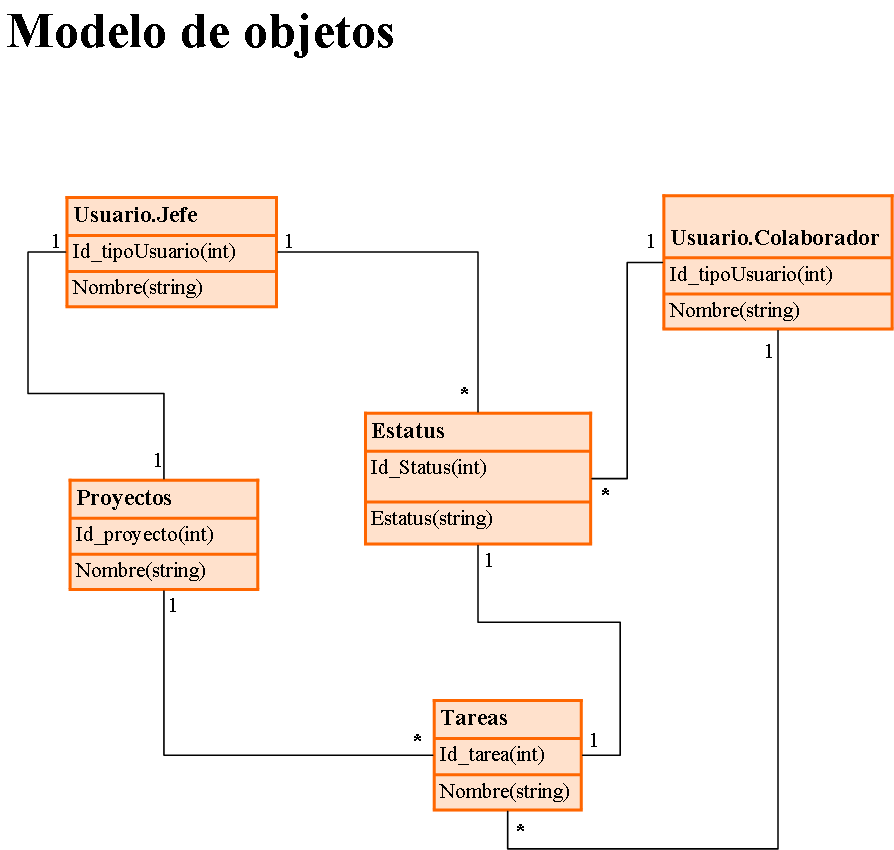 Modelo de objetos
Usuario.Jefe
Id_tipoUsuario(int)
Nombre(string)
1
1
Usuario.Colaborador
Id_tipoUsuario(int)
Nombre(string)
1
1
*
Estatus
Id_Status(int)
Estatus(string)
*
1
1
Proyectos
Id_proyecto(int)
Nombre(string)
1
*
Tareas
Id_tarea(int)
Nombre(string)
1
*